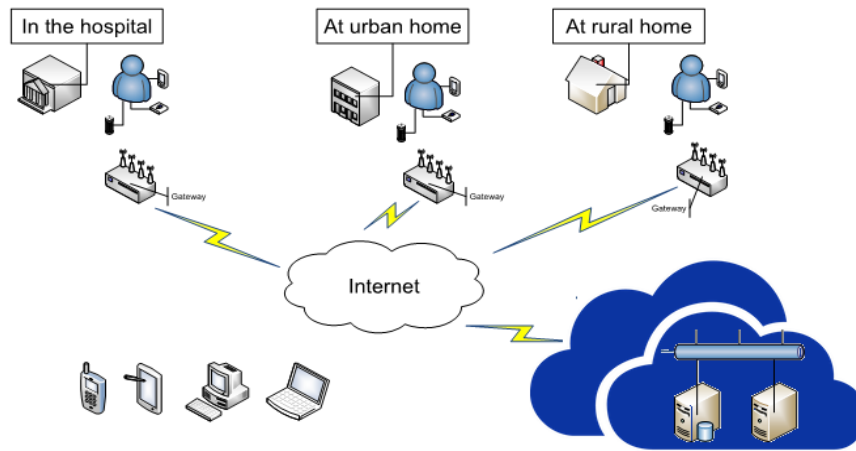 In the hospital
At urban home
At rural home
Gateway
Gateway
Gateway
Internet